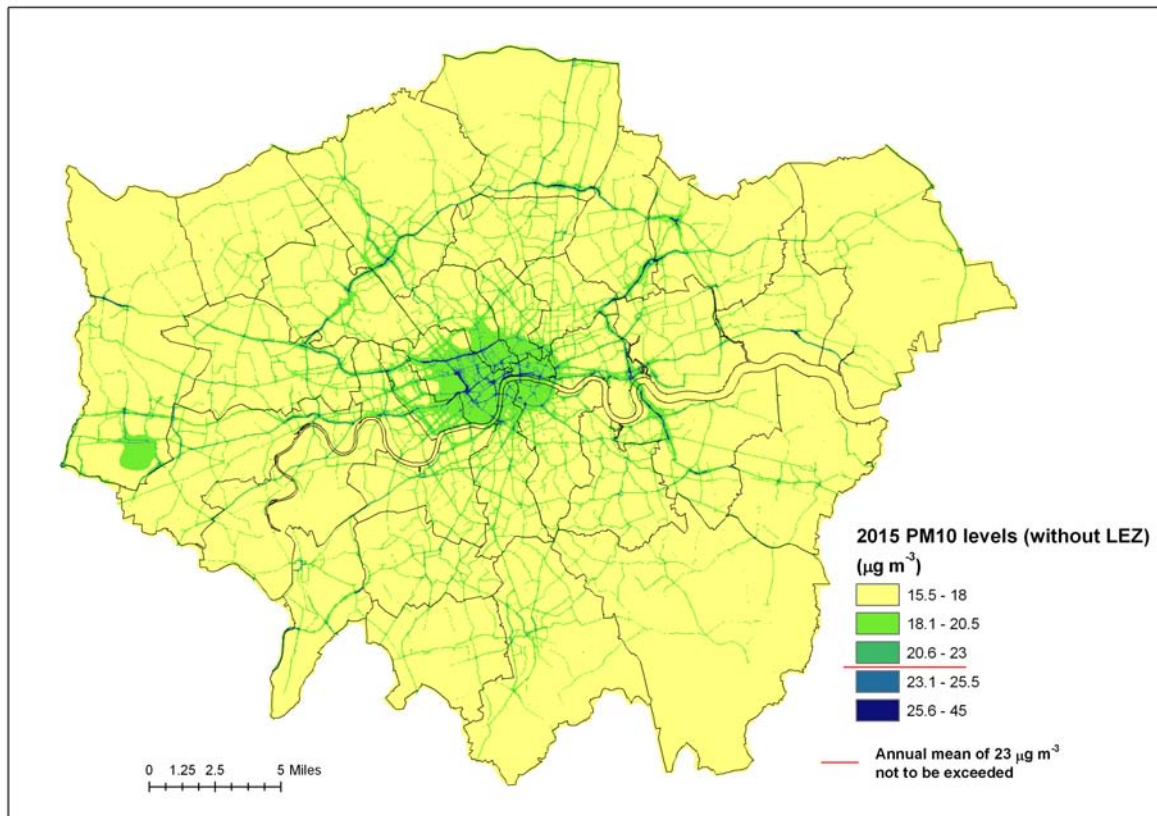 2015 PM10 levels (without LEZ)
(μg m⁻³)
15.5 - 18
18.1 - 20.5
20.6 - 23
23.1 - 25.5
25.6 - 45
Annual mean of 23 μg m⁻³
not to be exceeded
0 1.25 2.5 5 Miles